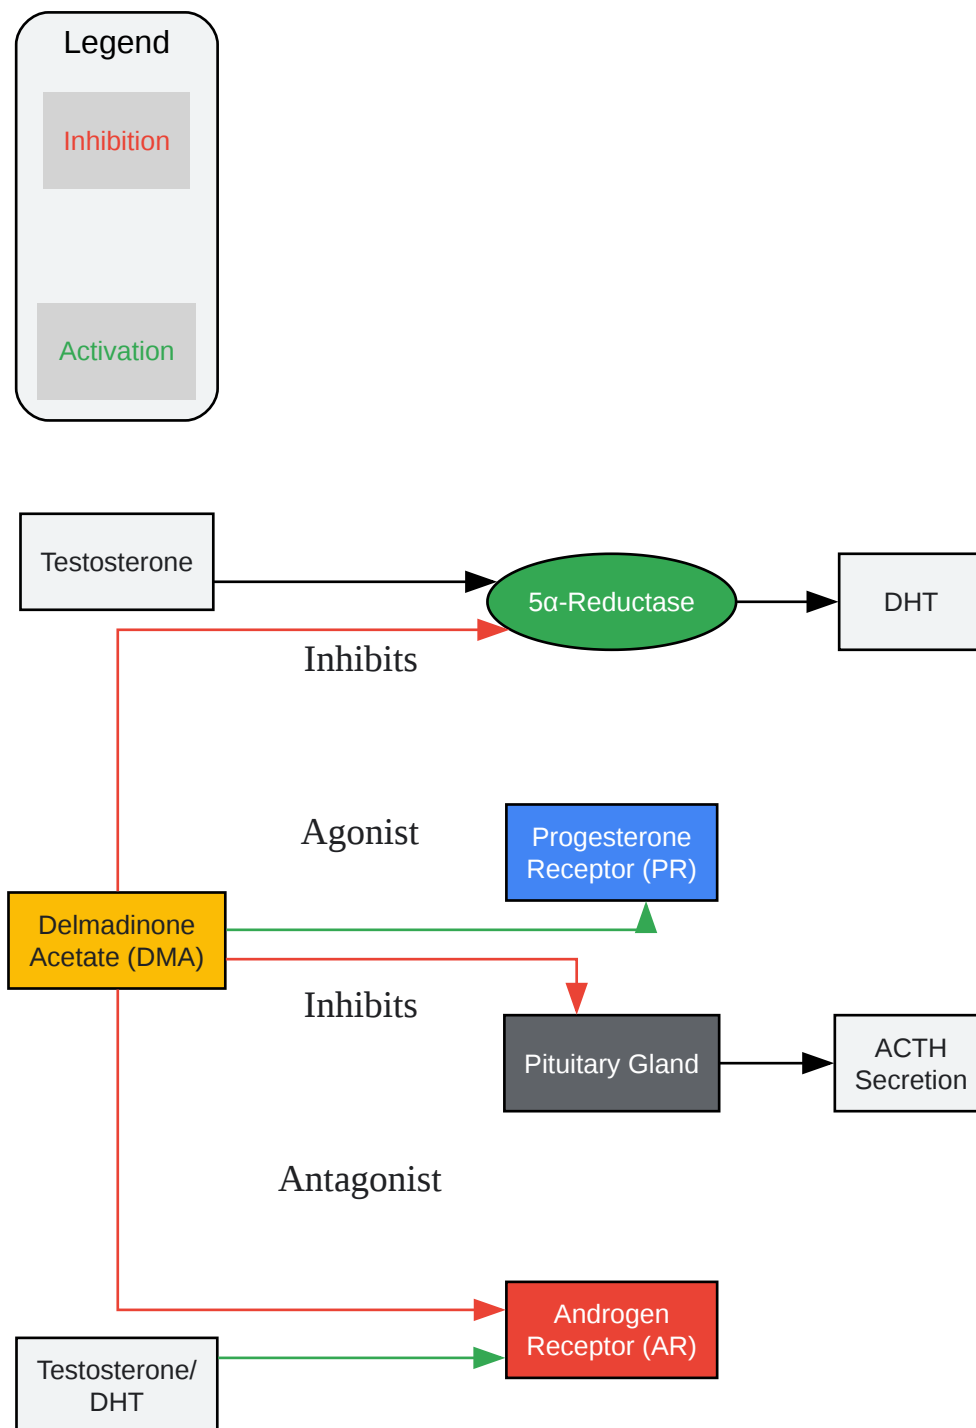 Legend
Inhibition
Activation
Testosterone
5α-Reductase
DHT
Inhibits
Agonist
Progesterone
Receptor (PR)
Delmadinone
Acetate (DMA)
Inhibits
Pituitary Gland
ACTH
Secretion
Antagonist
Androgen
Receptor (AR)
Testosterone/
DHT